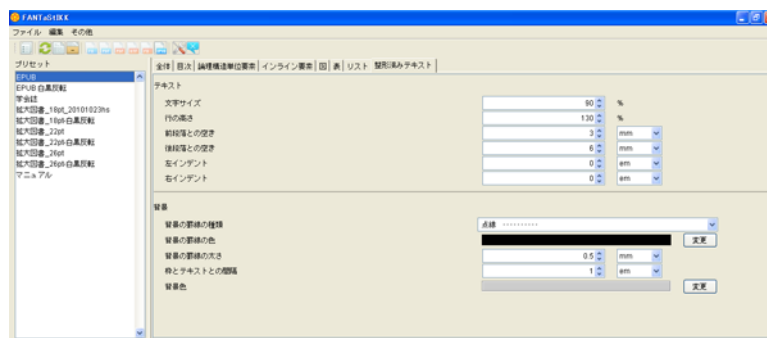 FANTaStIKK
ファイル 編集 その他
プリセット
EPUB
EPUB 白黒反転
学会誌
拡大図書_18pt_20101023hs
拡大図書_18pt-白黒反転
拡大図書_22pt
拡大図書_22pt-白黒反転
拡大図書_26pt
拡大図書_26pt-白黒反転
マニュアル
全体 目次 論理構造単位要素 インライン要素 図 表 リスト 整形済みテキスト
テキスト
文字サイズ 90 %
行の高さ 130 %
前段落との空き 3 mm
後段落との空き 6 mm
左インデント 0 em
右インデント 0 em
背景
背景の罫線の種類 点線 ··········
背景の罫線の色 変更
背景の罫線の太さ 0.5 mm
枠とテキストとの間隔 1 em
背景色 変更